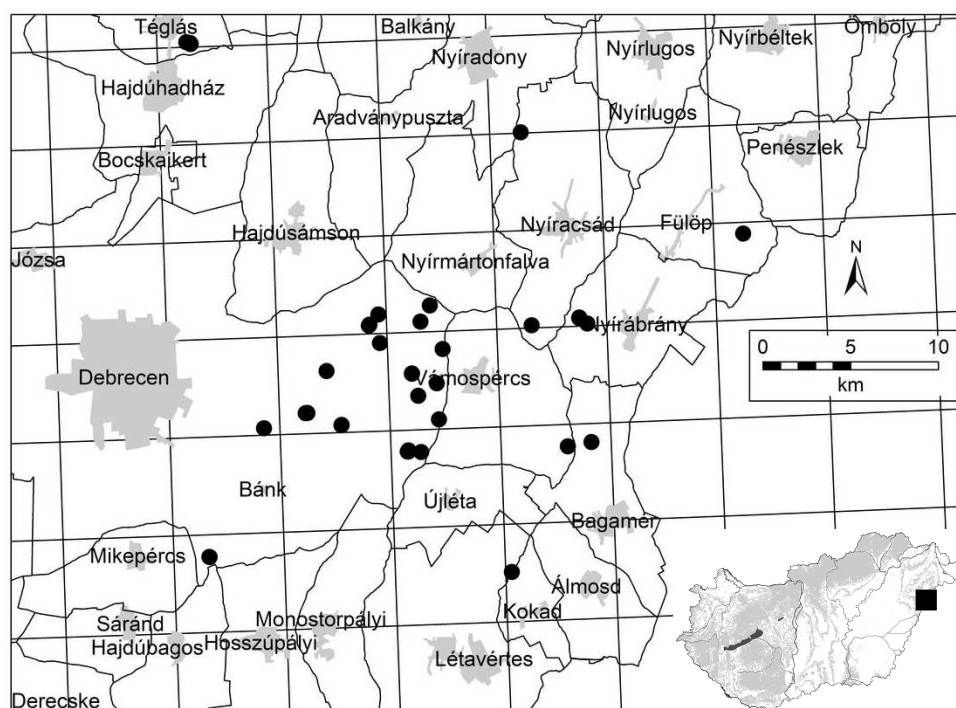 Téglás
Balkány
Nyíradony
Nyírlugos
Nyírbéltek
Ömböly
Hajdúhadház
Aradványpuszta
Nyírlugos
Bocskaikert
Penészlek
Hajdúsámson
Nyíracsád
Fülöp
Józsa
Nyírmártonfalva
N
Nyírábrány
0 5 10
km
Debrecen
Vámospércs
Bánk
Újléta
Bagamér
Mikepércs
Álmosd
Kokad
Sáránd
Monostorpályi
Hajdúbagos
Hosszúpályi
Létavértes
Derecske